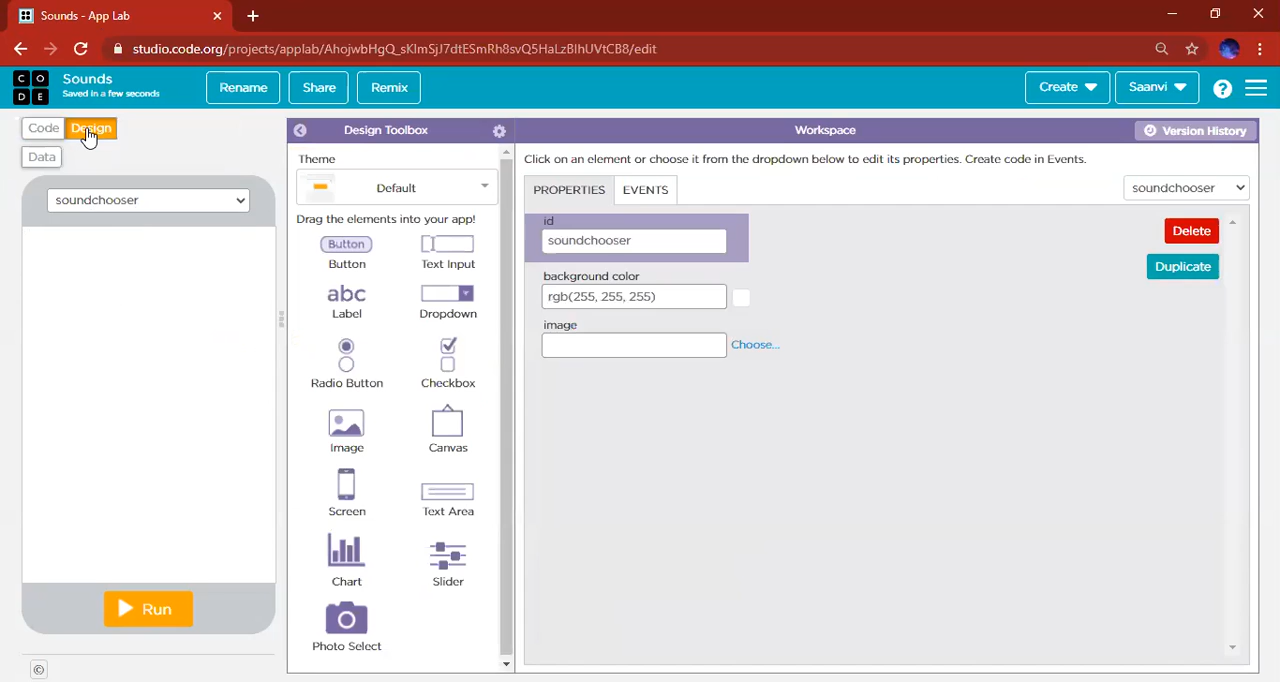 Sounds - App Lab
studio.code.org/projects/applab/AhojwbHgQ_sKlmSjJ7dtESmRh8svQ5HaLzBlhUVtCB8/edit
C O
D E
Sounds
Saved in a few seconds
Rename
Share
Remix
Create
Saanvi
?
Code
Design
Data
Design Toolbox
Workspace
Version History
soundchooser
Run
©
Theme
Default
Drag the elements into your app!
Button
Button
Text Input
abc
Label
Dropdown
Radio Button
Checkbox
Image
Canvas
Screen
Text Area
Chart
Slider
Photo Select
Click on an element or choose it from the dropdown below to edit its properties. Create code in Events.
PROPERTIES
EVENTS
soundchooser
id
soundchooser
Delete
Duplicate
background color
rgb(255, 255, 255)
image
Choose...